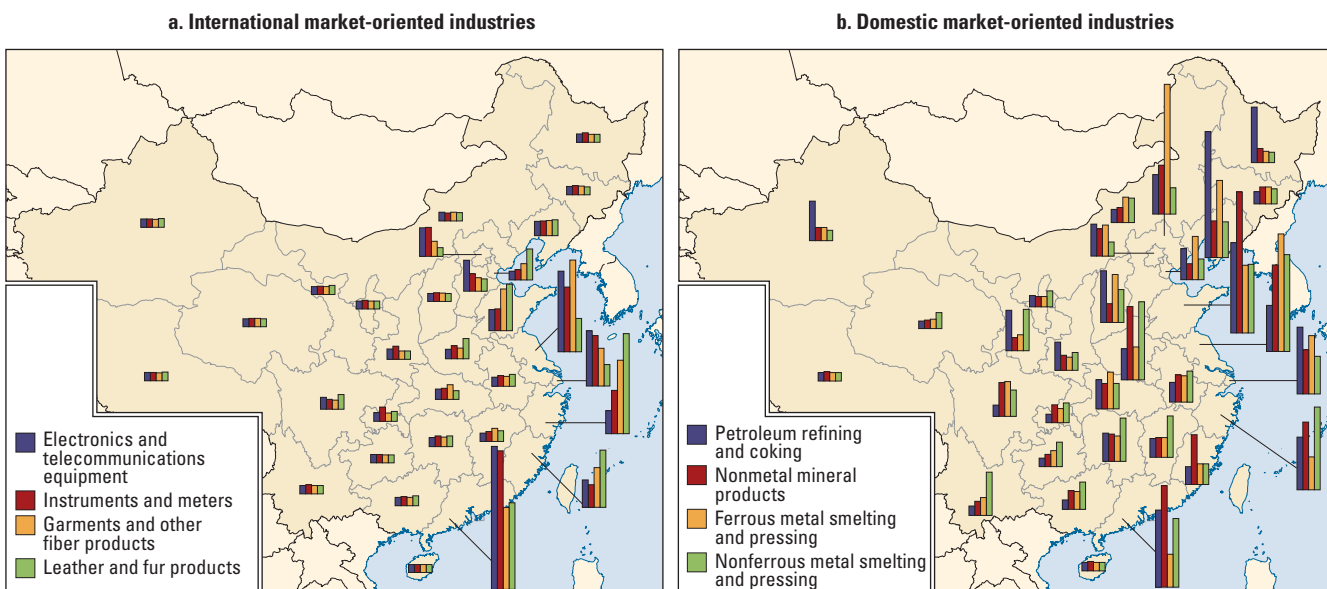 a. International market-oriented industries
Electronics and
telecommunications
equipment
Instruments and meters
Garments and other
fiber products
Leather and fur products
b. Domestic market-oriented industries
Petroleum refining
and coking
Nonmetal mineral
products
Ferrous metal smelting
and pressing
Nonferrous metal smelting
and pressing